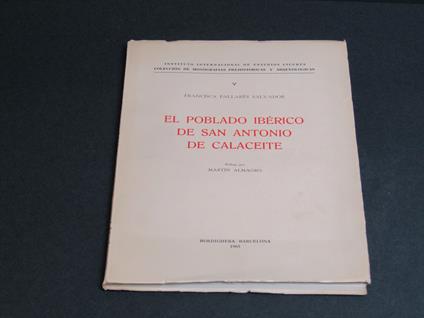 INSTITUTO INTERNACIONAL DE ESTUDIOS LIGURES
COLECCIÓN DE MONOGRAFÍAS PREHISTÓRICAS Y ARQUEOLÓGICAS
V
FRANCISCA PALLARÉS SALVADOR
EL POBLADO IBÉRICO
DE SAN ANTONIO
DE CALACEITE
Prólogo por
MARTÍN ALMAGRO
BORDIGHERA-BARCELONA
1965